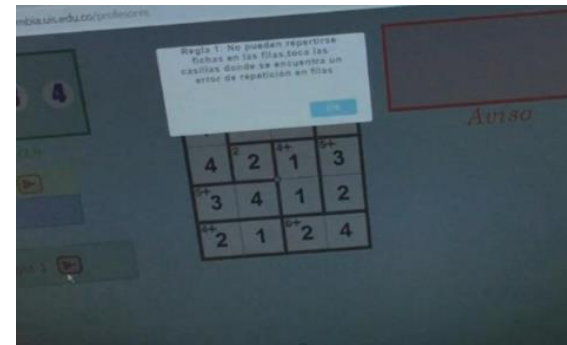 mbia.un.edu.co/profesores
Regla 1: No pueden repertirse
fichas en las filas,toca las
casillas donde se encuentra un
error de repetición en filas
OK
4
Aviso
4 2 2 4+ 1 5+ 3
5+ 3 4 1 2
4+ 2 1 6+ 2 4